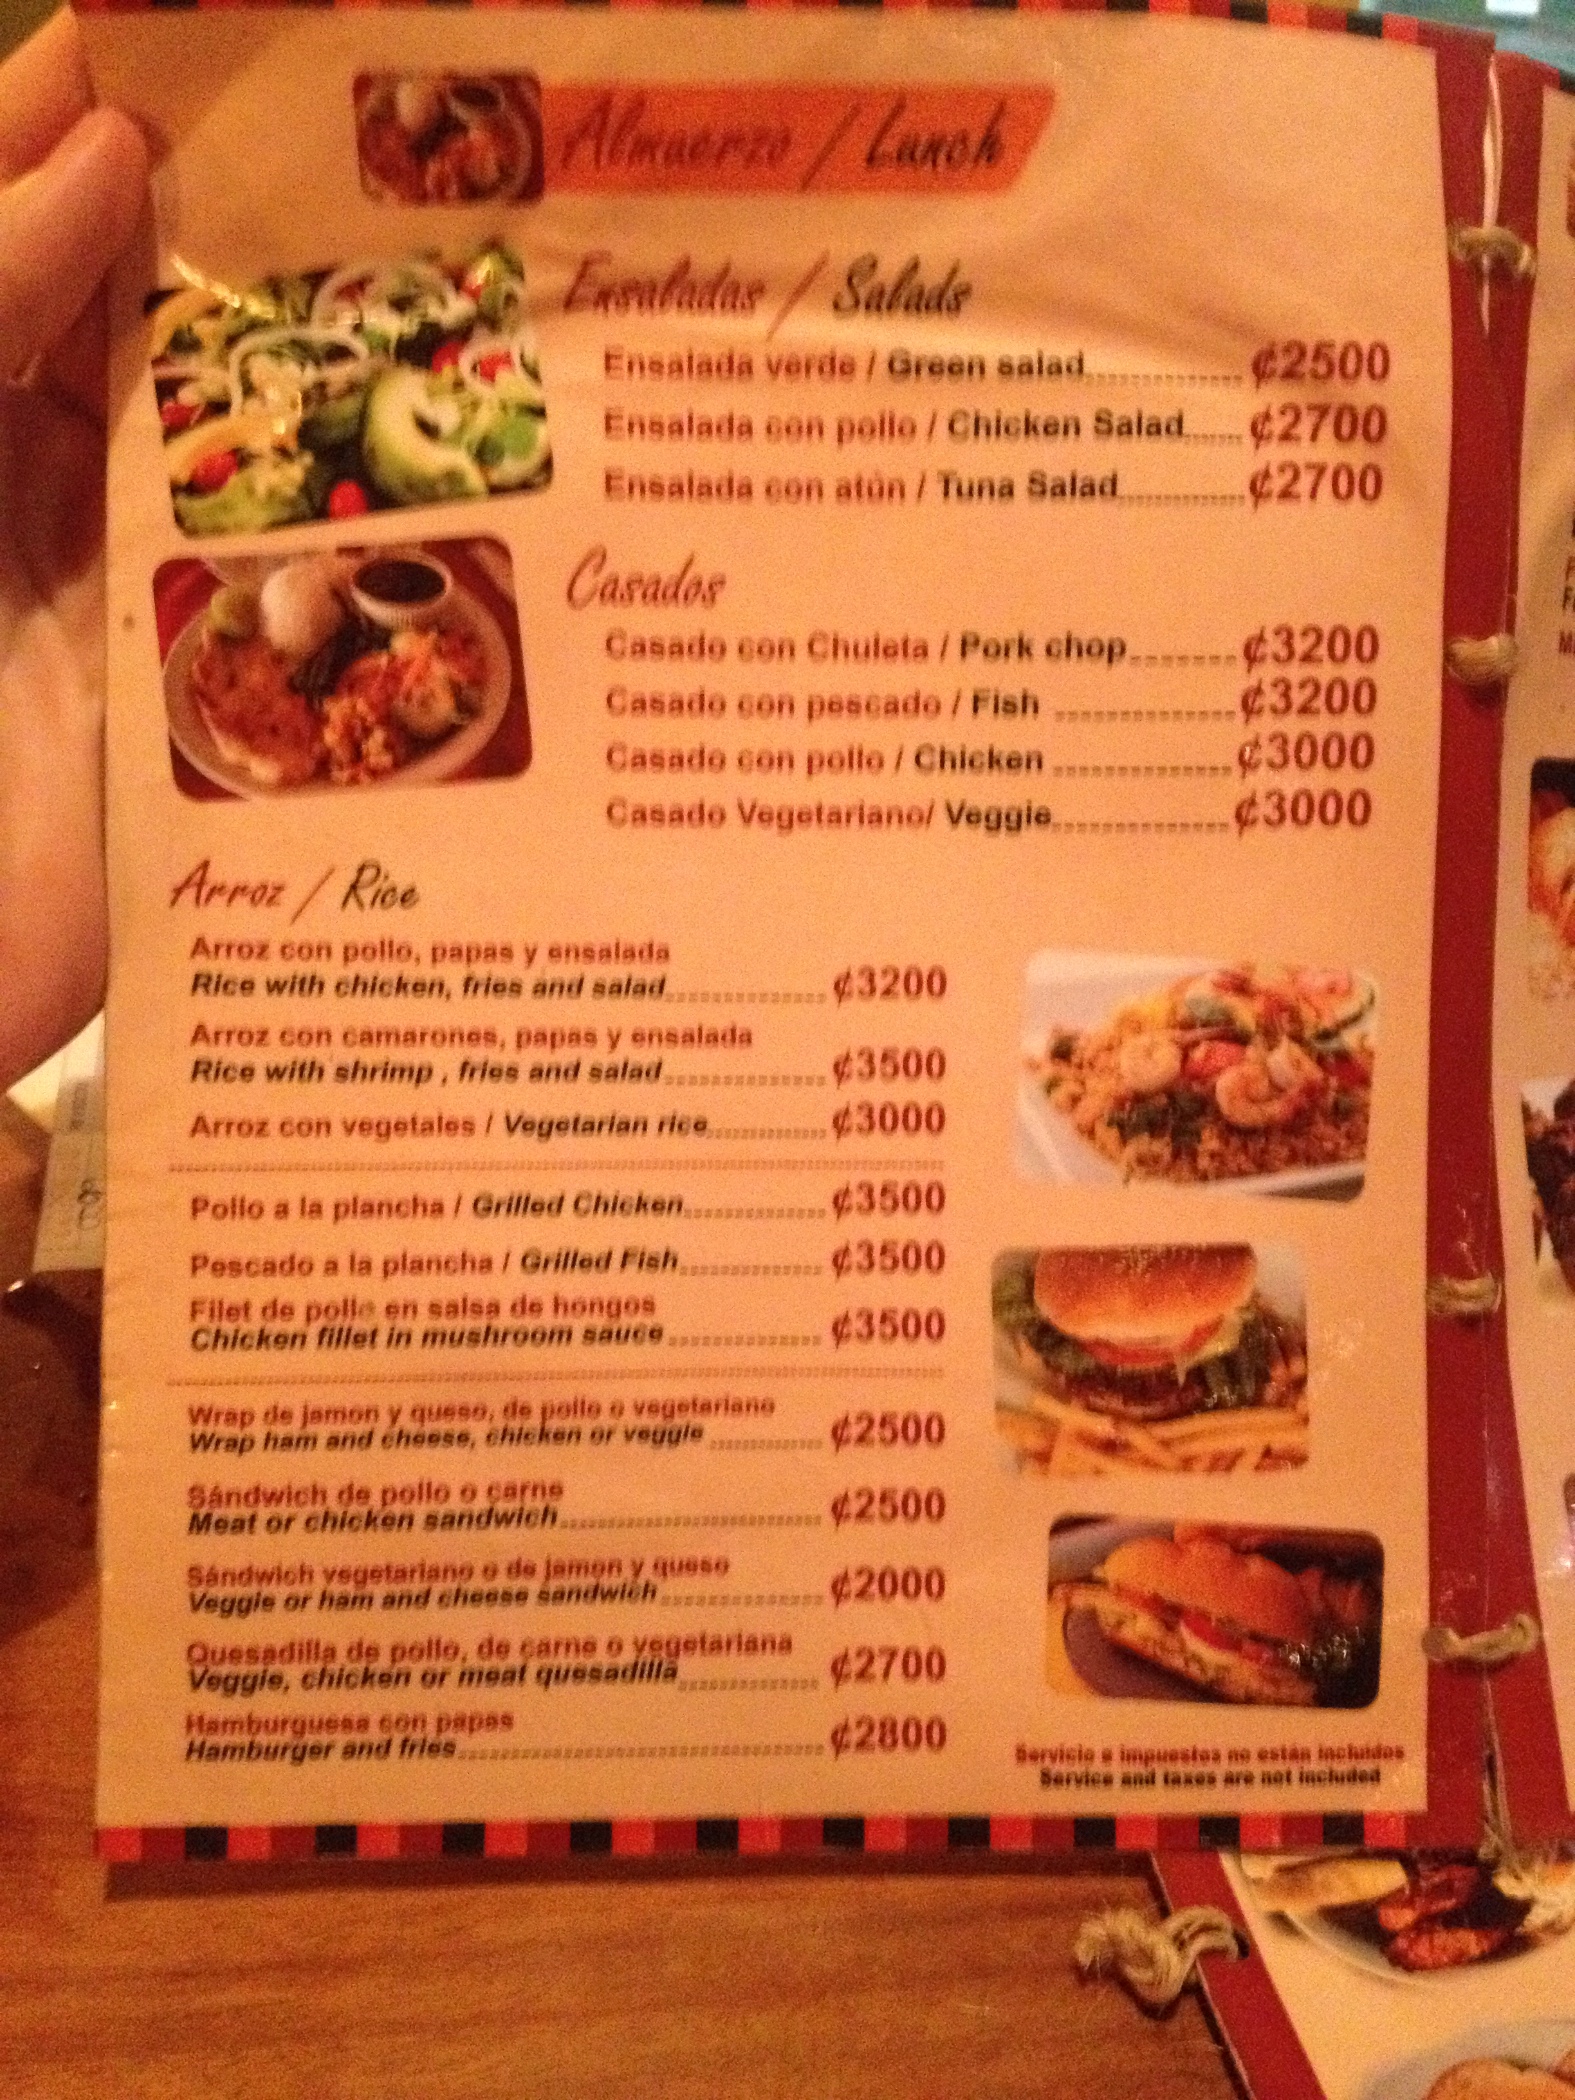 Almuerzo / Lunch
Ensaladas / Salads
Ensalada verde / Green salad ¢2500
Ensalada con pollo / Chicken Salad ¢2700
Ensalada con atún / Tuna Salad ¢2700
Casados
Casado con Chuleta / Pork chop ¢3200
Casado con pescado / Fish ¢3200
Casado con pollo / Chicken ¢3000
Casado Vegetariano/ Veggie ¢3000
Arroz / Rice
Arroz con pollo, papas y ensalada
Rice with chicken, fries and salad ¢3200
Arroz con camarones, papas y ensalada
Rice with shrimp , fries and salad ¢3500
Arroz con vegetales / Vegetarian rice ¢3000
Pollo a la plancha / Grilled Chicken ¢3500
Pescado a la plancha / Grilled Fish ¢3500
Filet de pollo en salsa de hongos
Chicken fillet in mushroom sauce ¢3500
Wrap de jamon y queso, de pollo o vegetariano
Wrap ham and cheese, chicken or veggie ¢2500
Sándwich de pollo o carne
Meat or chicken sandwich ¢2500
Sándwich vegetariano o de jamon y queso
Veggie or ham and cheese sandwich ¢2000
Quesadilla de pollo, de carne o vegetariana
Veggie, chicken or meat quesadilla ¢2700
Hamburguesa con papas
Hamburger and fries ¢2800
Servicio e impuestos no están incluidos
Service and taxes are not included